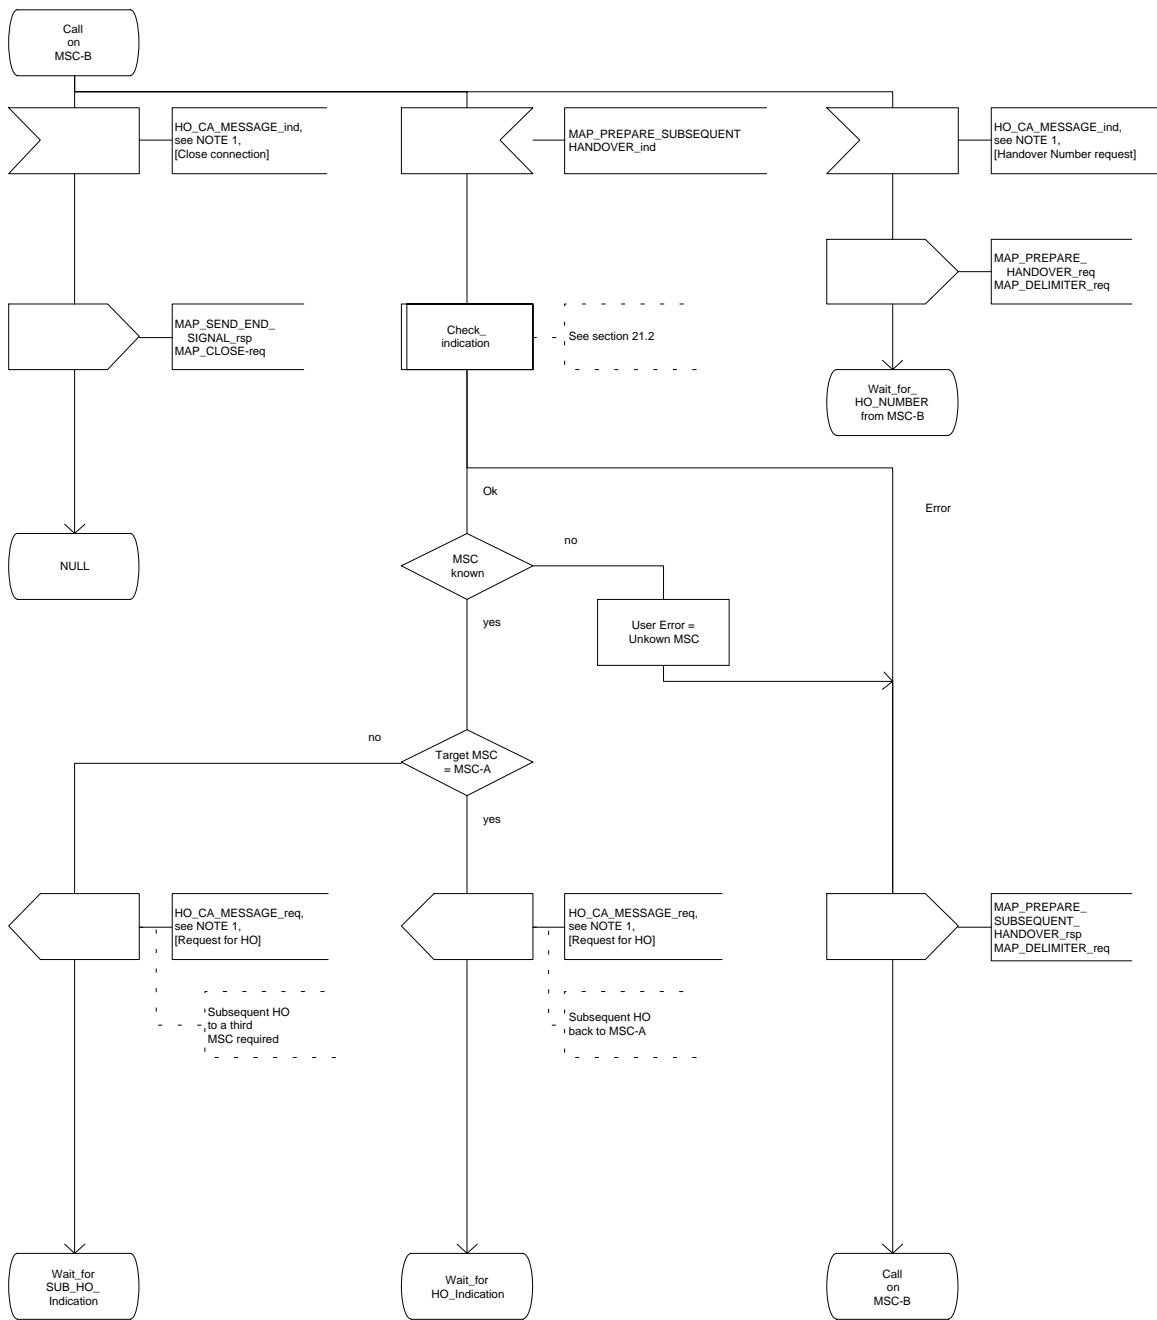 Call
on
MSC-B
HO_CA_MESSAGE_ind,
see NOTE 1,
[Close connection]
MAP_PREPARE_SUBSEQUENT
HANDOVER_ind
HO_CA_MESSAGE_ind,
see NOTE 1,
[Handover Number request]
MAP_PREPARE_
HANDOVER_req
MAP_DELIMITER_req
MAP_SEND_END_
SIGNAL_rsp
MAP_CLOSE-req
Check_
indication
See section 21.2
Wait_for_
HO_NUMBER
from MSC-B
Ok
Error
NULL
MSC
known
no
yes
User Error =
Unkown MSC
no
Target MSC
= MSC-A
yes
HO_CA_MESSAGE_req,
see NOTE 1,
[Request for HO]
HO_CA_MESSAGE_req,
see NOTE 1,
[Request for HO]
MAP_PREPARE_
SUBSEQUENT_
HANDOVER_rsp
MAP_DELIMITER_req
Subsequent HO
to a third
MSC required
Subsequent HO
back to MSC-A
Wait_for
SUB_HO_
Indication
Wait_for
HO_Indication
Call
on
MSC-B